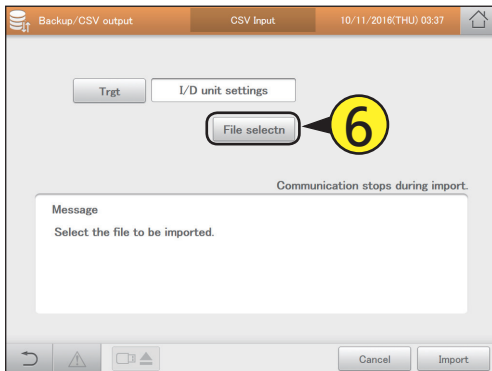 Backup/CSV output CSV Input 10/11/2016(THU) 03:37
Trgt I/D unit settings
File selectn 6
Communication stops during import.
Message
Select the file to be imported.
Cancel Import